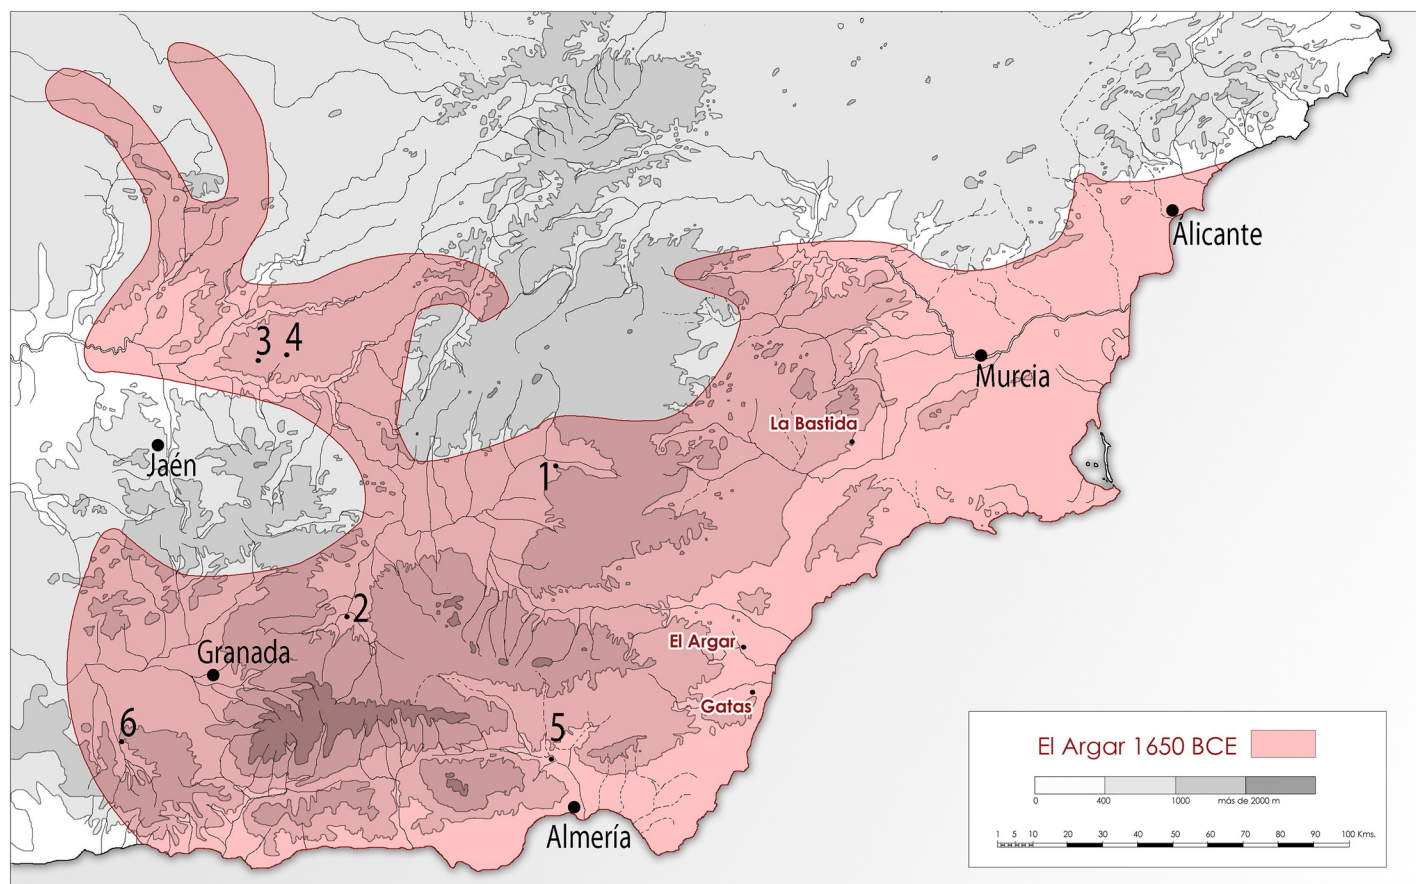 Alicante
3 4
Murcia
La Bastida
Jaén
1
2
El Argar
Granada
Gatas
6
5
Almería
El Argar 1650 BCE
0 400 1000 más de 2000 m
1 5 10 20 30 40 50 60 70 80 90 100 Kms.